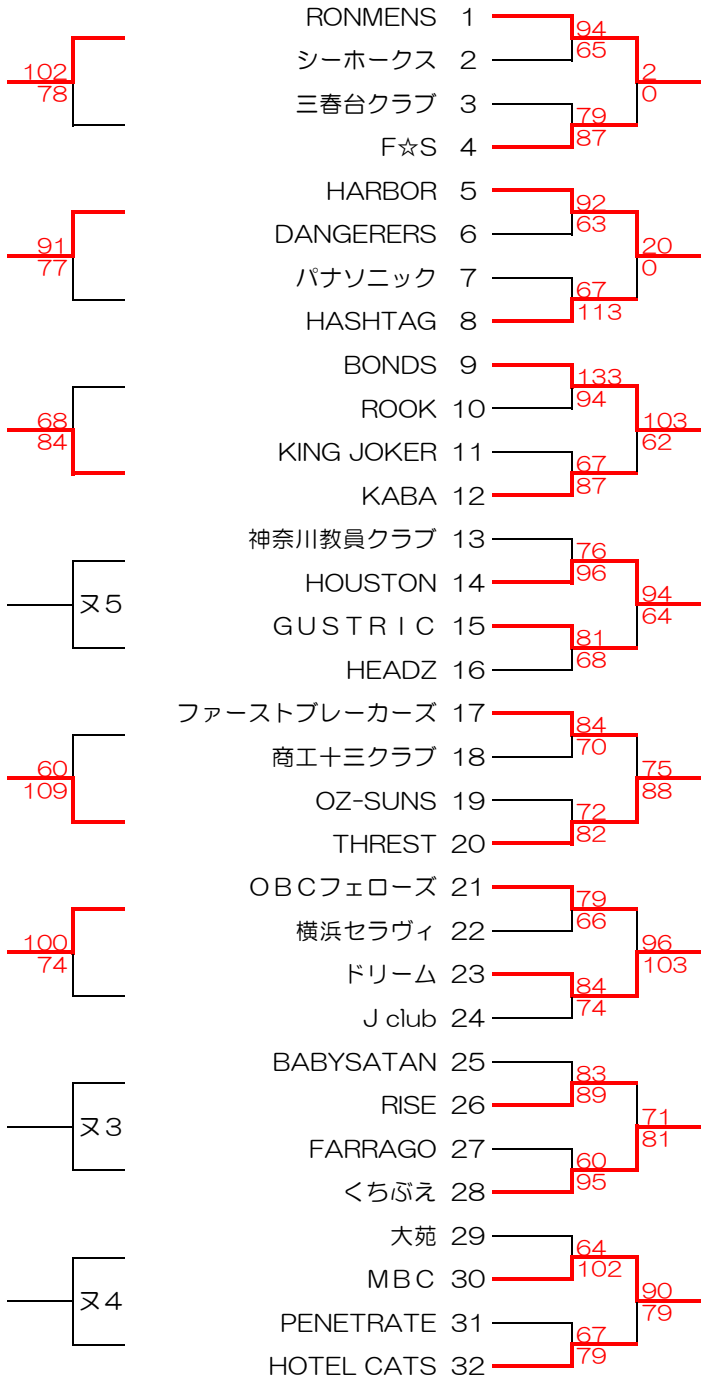 RONMENS 1
94
65
シーホークス 2
102
78
2
0
三春台クラブ 3
79
87
F☆S 4
HARBOR 5
92
63
DANGERERS 6
91
77
20
0
パナソニック 7
67
113
HASHTAG 8
BONDS 9
133
94
ROOK 10
68
84
103
62
KING JOKER 11
67
87
KABA 12
神奈川教員クラブ 13
76
96
HOUSTON 14
ヌ5
94
64
ＧＵＳＴＲＩＣ 15
81
68
HEADZ 16
ファーストブレーカーズ 17
84
70
商工十三クラブ 18
60
109
75
88
OZ-SUNS 19
72
82
THREST 20
ＯＢＣフェローズ 21
79
66
横浜セラヴィ 22
100
74
96
103
ドリーム 23
84
74
J club 24
BABYSATAN 25
83
89
RISE 26
ヌ3
71
81
FARRAGO 27
60
95
くちぶえ 28
大苑 29
64
102
ＭＢＣ 30
ヌ4
90
79
PENETRATE 31
67
79
HOTEL CATS 32